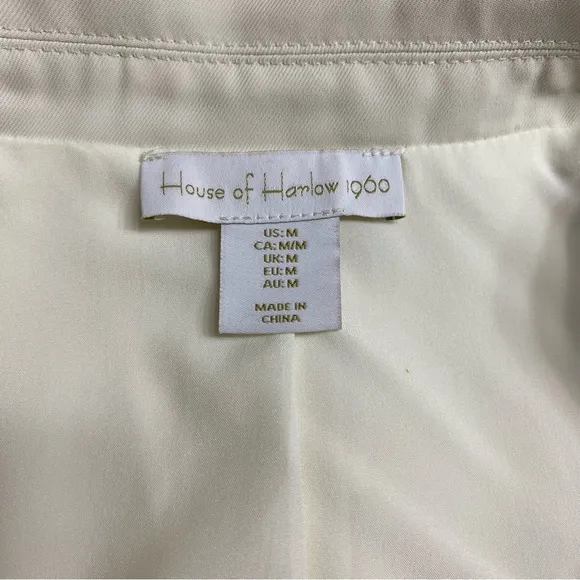 House of Harlow 1960
US: M
CA: M/M
UK: M
EU: M
AU: M
MADE IN
CHINA